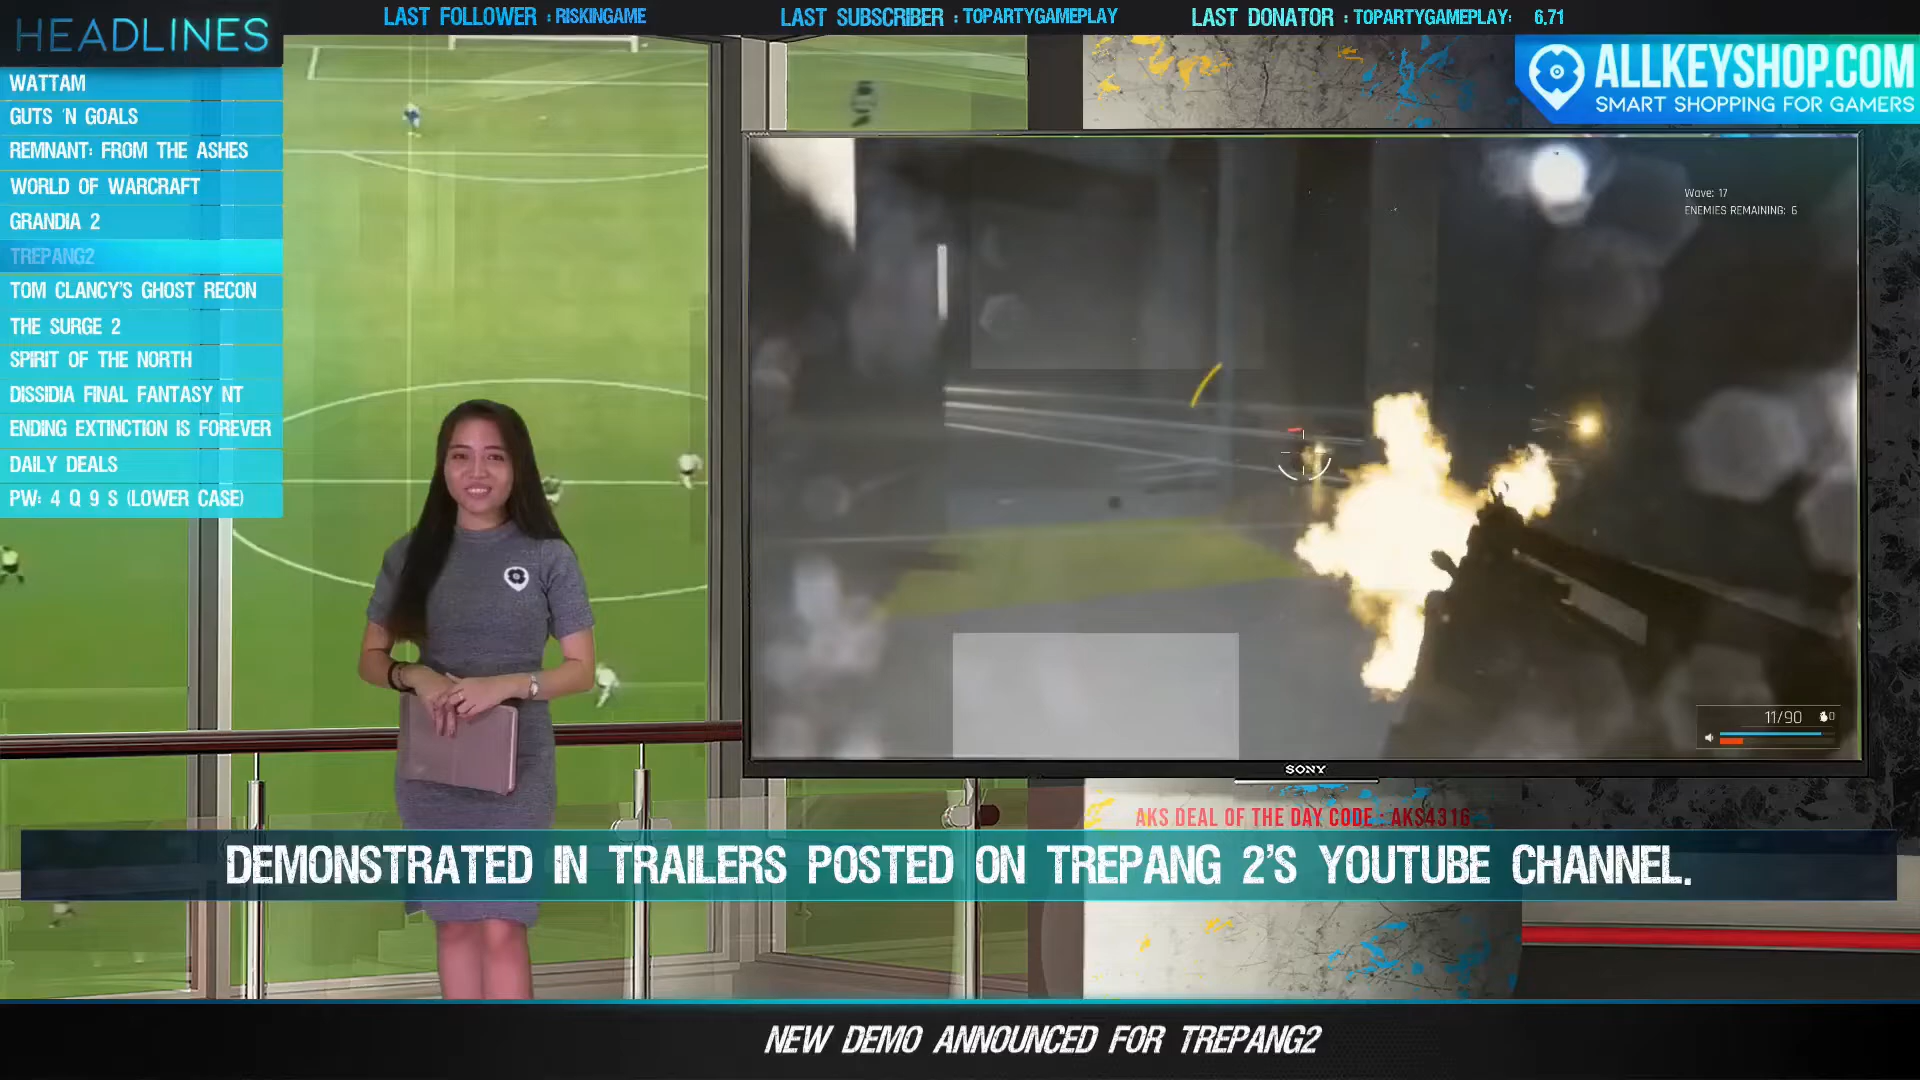 HEADLINES
LAST FOLLOWER : RISKINGAME
LAST SUBSCRIBER : TOPARTYGAMEPLAY
LAST DONATOR : TOPARTYGAMEPLAY: 6.71
ALLKEYSHOP.COM
SMART SHOPPING FOR GAMERS
WATTAM
GUTS 'N GOALS
REMNANT: FROM THE ASHES
WORLD OF WARCRAFT
GRANDIA 2
TREPANG2
TOM CLANCY'S GHOST RECON
THE SURGE 2
SPIRIT OF THE NORTH
DISSIDIA FINAL FANTASY NT
ENDING EXTINCTION IS FOREVER
DAILY DEALS
PW: 4 Q 9 S (LOWER CASE)
Wave: 17
ENEMIES REMAINING: 6
11/90 0
SONY
AKS DEAL OF THE DAY CODE : AKS4316
DEMONSTRATED IN TRAILERS POSTED ON TREPANG 2'S YOUTUBE CHANNEL.
NEW DEMO ANNOUNCED FOR TREPANG2